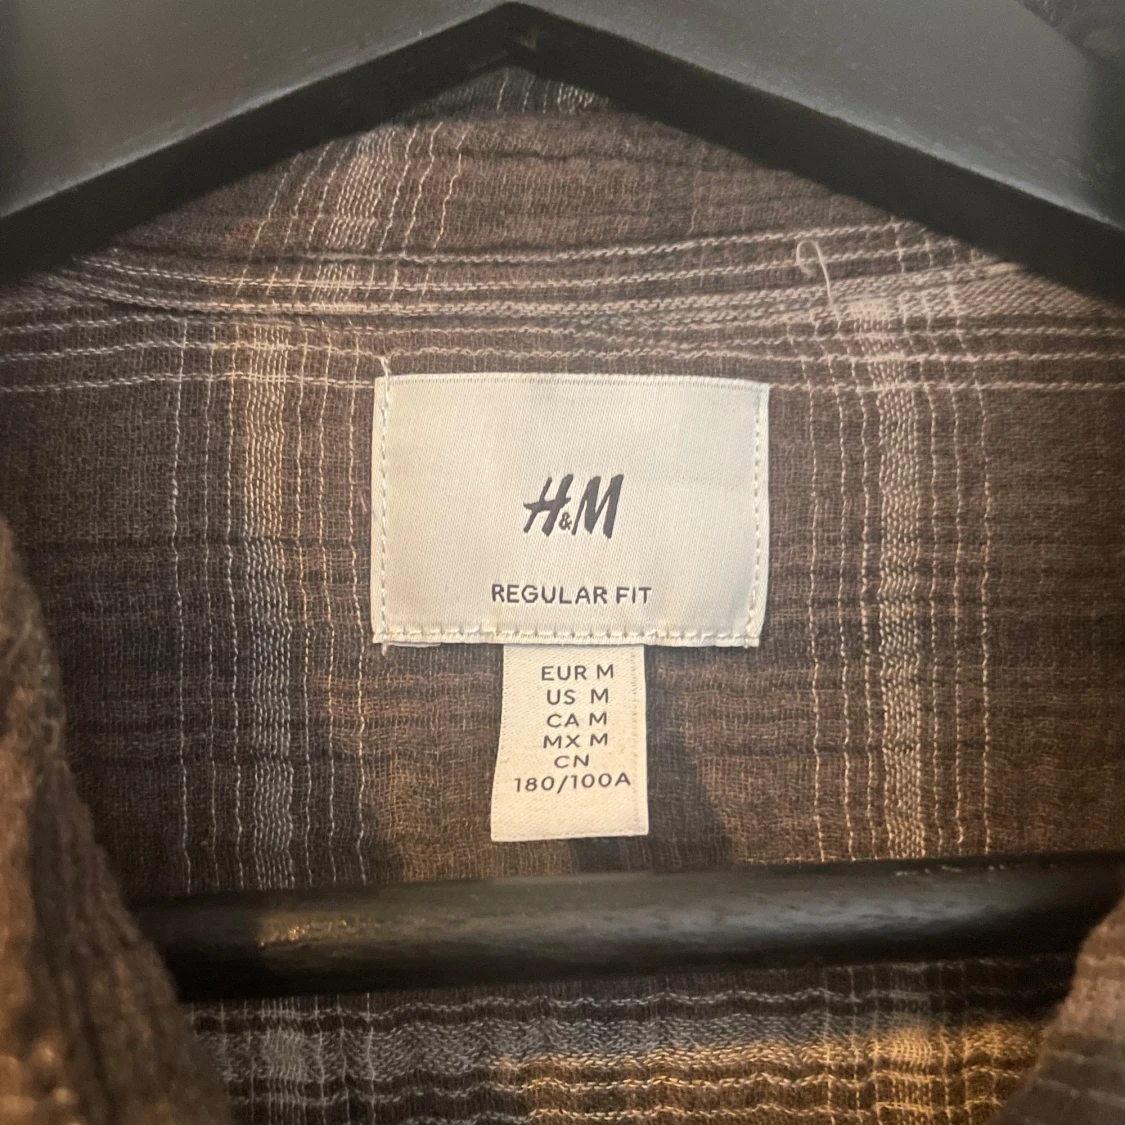 H&M
REGULAR FIT
EUR M
US M
CA M
MX M
CN
180/100A